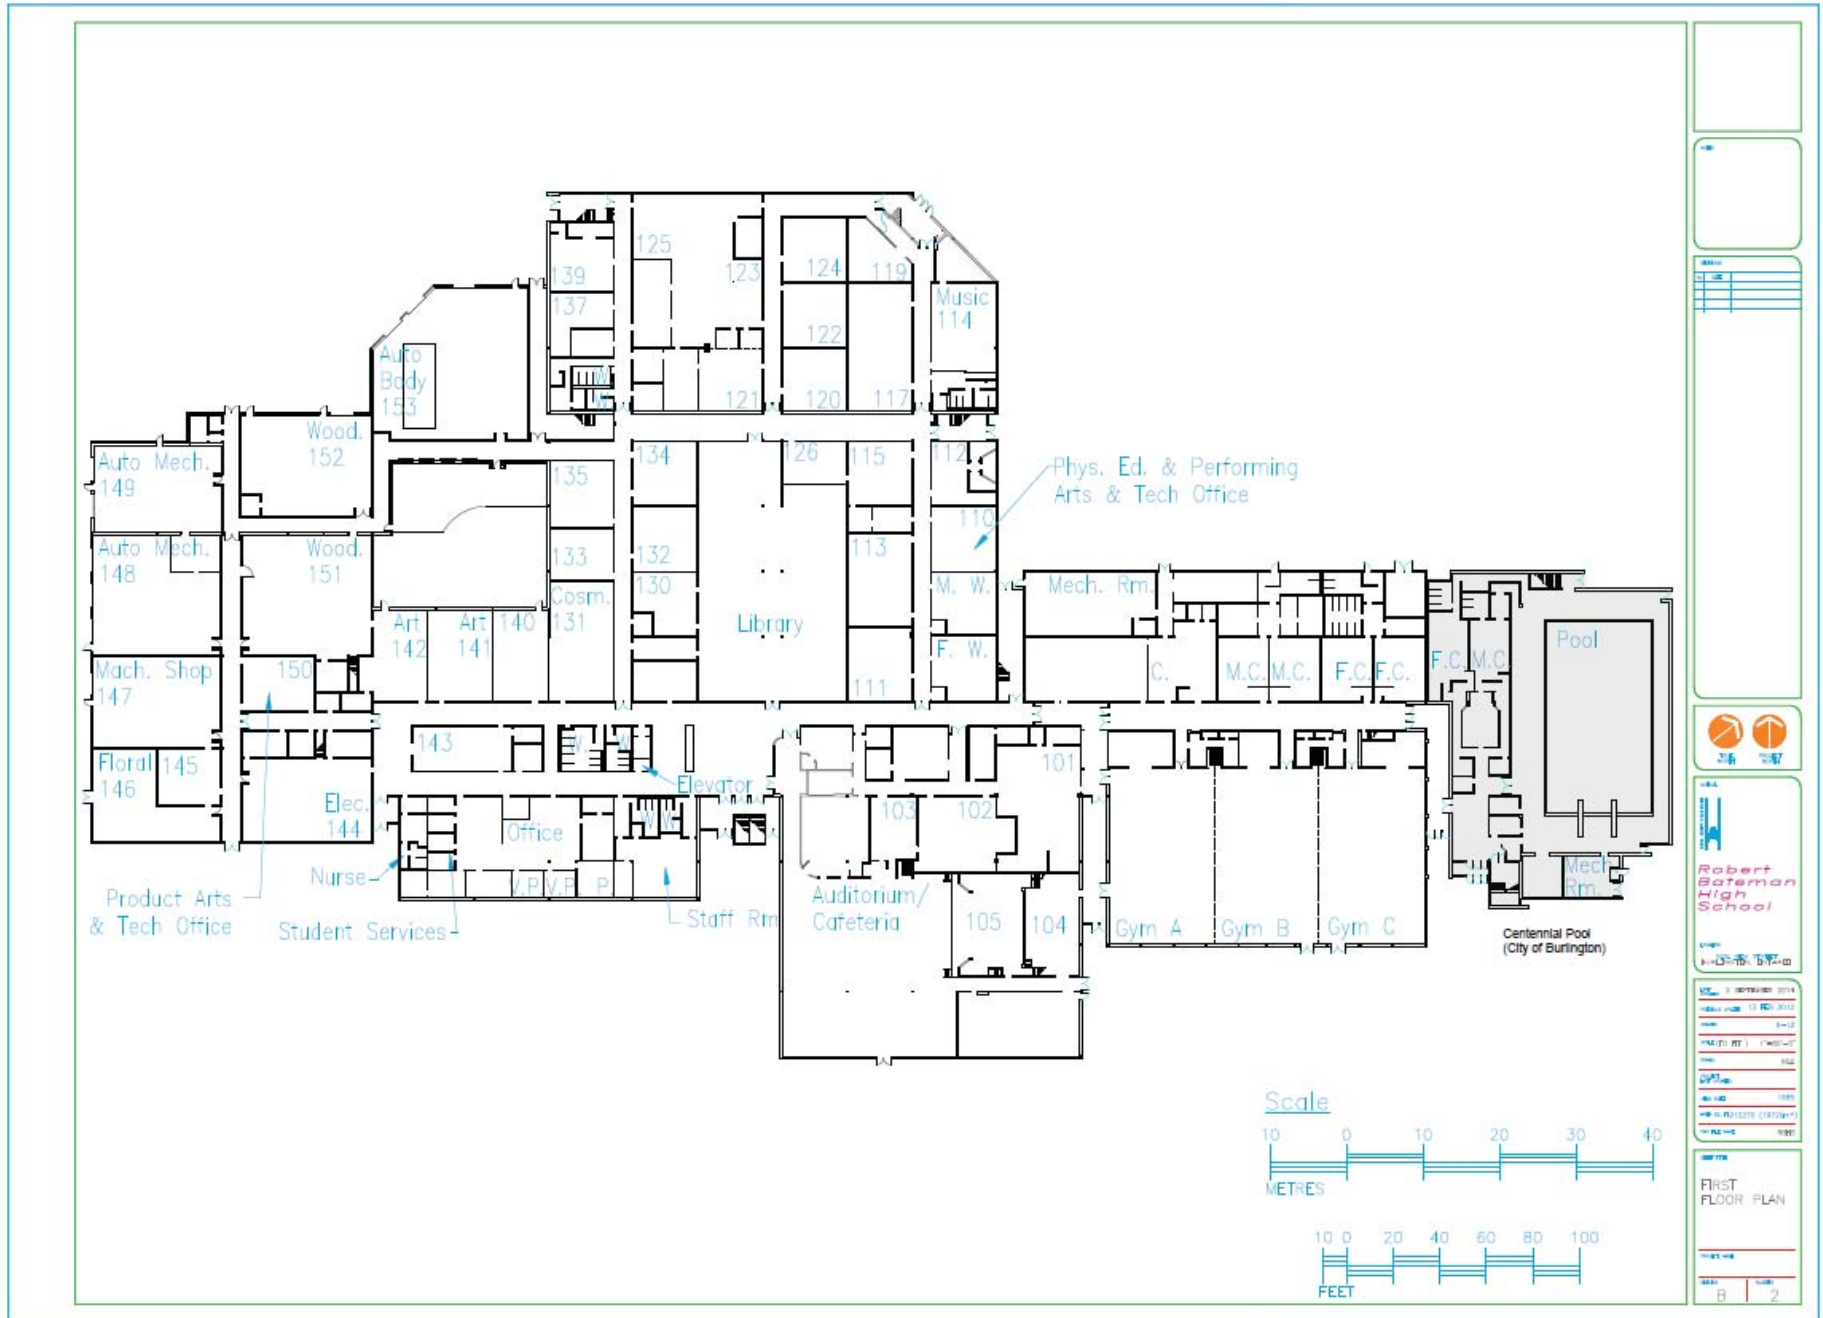 125
139
123
124
119
137
Music
114
122
Auto
Body
153
W.
W.
121
120
117
Wood.
152
134
126
115
112
Auto Mech.
149
135
Phys. Ed. & Performing
Arts & Tech Office
110
Auto Mech.
148
Wood.
151
133
132
113
130
M. W.
Mech. Rm.
Cosm.
131
Art
142
Art
141
140
Library
F. W.
Pool
Mach. Shop
147
150
111
C.
M.C.
M.C.
F.C.
F.C.
F.C.
M.C.
143
W.
W.
101
Floral
146
145
Elevator
Elec.
144
Office
W.
W.
103
102
Nurse
V.P.
V.P.
P.
Product Arts
& Tech Office
Student Services
Staff Rm
Auditorium/
Cafeteria
105
104
Gym A
Gym B
Gym C
Mech.
Rm.
Centennial Pool
(City of Burlington)
Scale
10 0 10 20 30 40
METRES
10 0 20 40 60 80 100
FEET
Robert
Bateman
High
School
FIRST
FLOOR PLAN
B 2